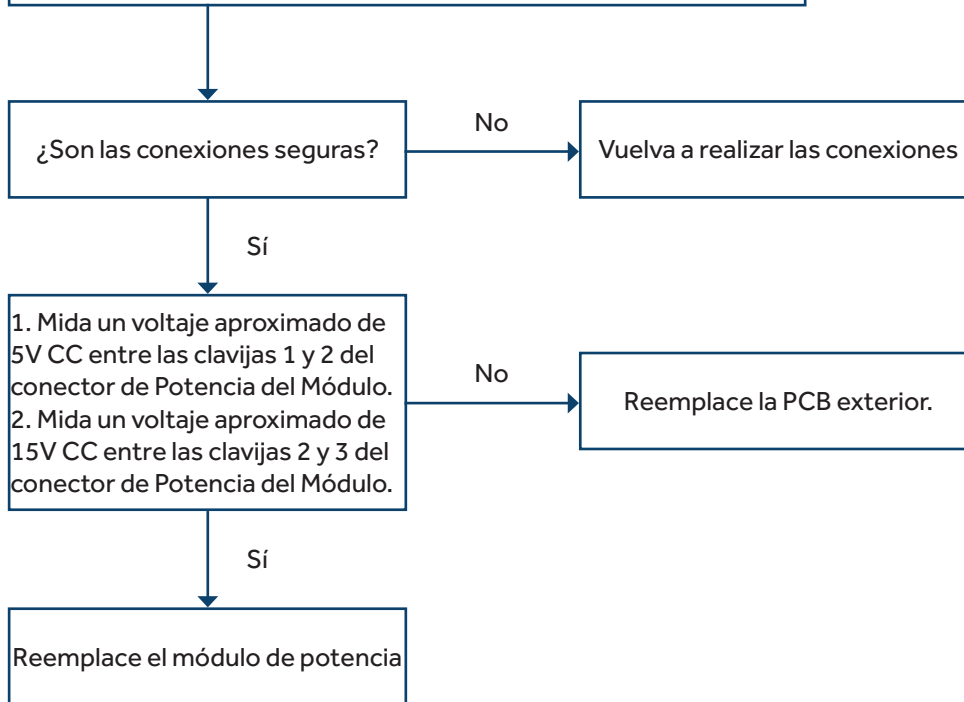 ¿Son las conexiones seguras?
No
Vuelva a realizar las conexiones
Sí
1. Mida un voltaje aproximado de
5V CC entre las clavijas 1 y 2 del
conector de Potencia del Módulo.
2. Mida un voltaje aproximado de
15V CC entre las clavijas 2 y 3 del
conector de Potencia del Módulo.
No
Reemplace la PCB exterior.
Sí
Reemplace el módulo de potencia